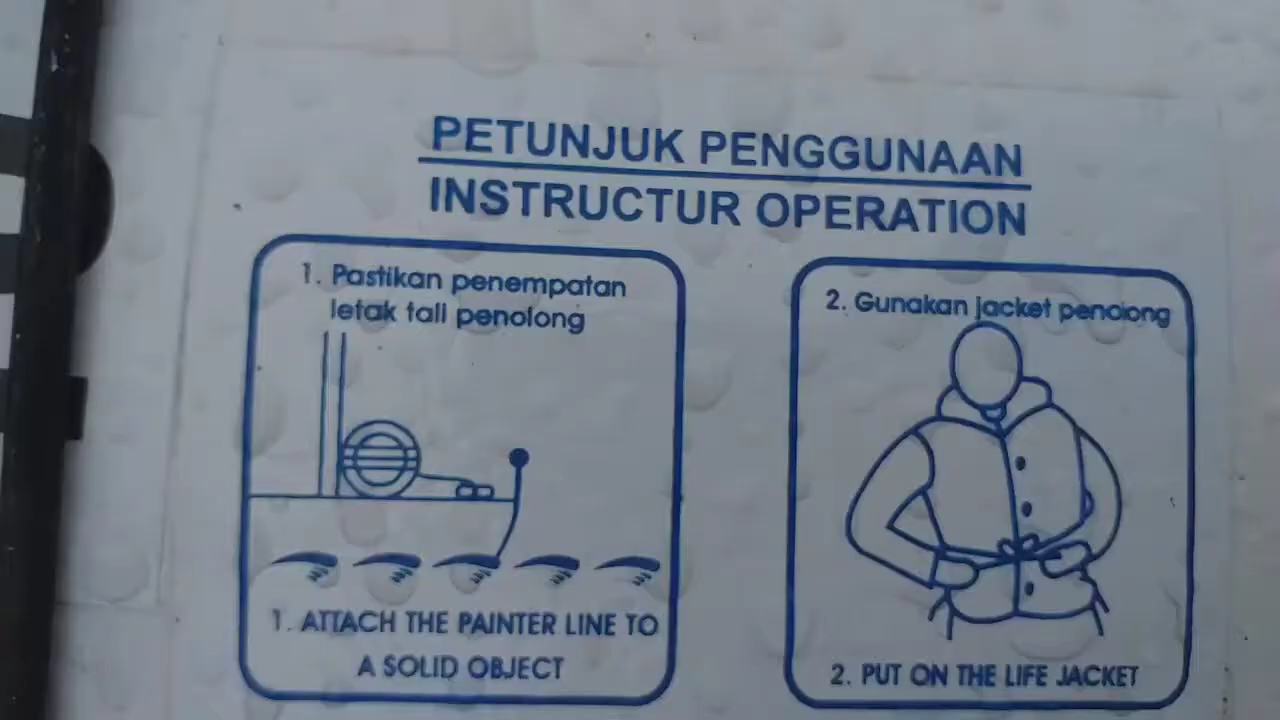 PETUNJUK PENGGUNAAN
INSTRUCTUR OPERATION
1. Pastikan penempatan
letak tali penolong
1. ATTACH THE PAINTER LINE TO
A SOLID OBJECT
2. Gunakan jacket penolong
2. PUT ON THE LIFE JACKET